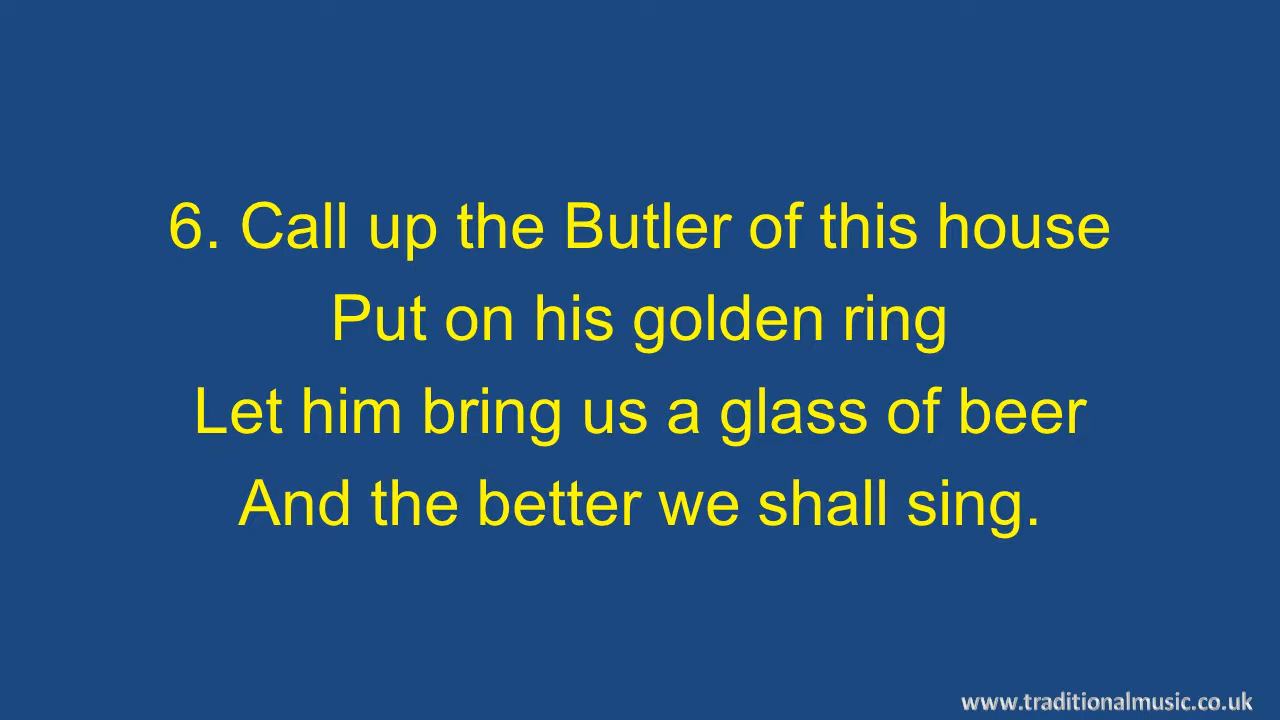 6. Call up the Butler of this house
Put on his golden ring
Let him bring us a glass of beer
And the better we shall sing.
www.traditionalmusic.co.uk